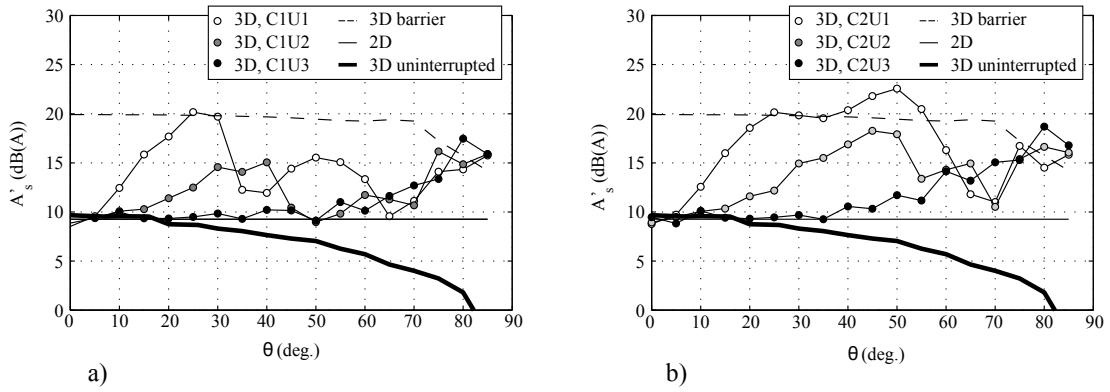 3D, C1U1
3D, C1U2
3D, C1U3
3D barrier
2D
3D uninterrupted
30
25
20
15
10
5
0
A's (dB(A))
0 10 20 30 40 50 60 70 80 90
θ (deg.)
a)
3D, C2U1
3D, C2U2
3D, C2U3
3D barrier
2D
3D uninterrupted
30
25
20
15
10
5
0
A's (dB(A))
0 10 20 30 40 50 60 70 80 90
θ (deg.)
b)